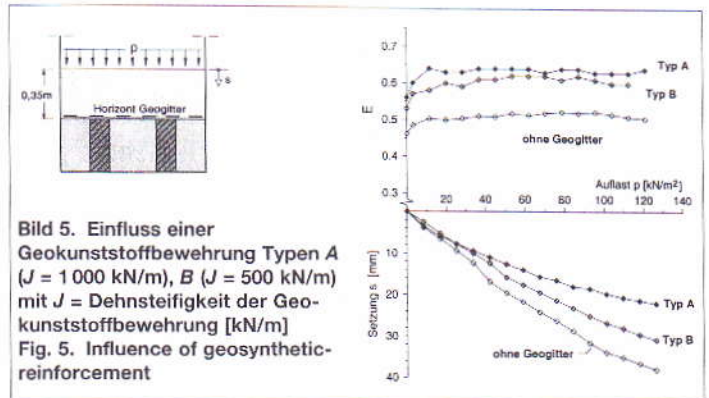 p
s
0,35m
Horizont Geogitter
Bild 5. Einfluss einer
Geokunststoffbewehrung Typen A
(J = 1 000 kN/m), B (J = 500 kN/m)
mit J = Dehnsteifigkeit der Geo-
kunststoffbewehrung [kN/m]
Fig. 5. Influence of geosynthetic-
reinforcement
0.7
0.6
0.5
0.4
0.3
E
Typ A
Typ B
ohne Geogitter
Auflast p [kN/m²]
20 40 60 80 100 120 140
10
20
30
40
Setzung s [mm]
Typ A
Typ B
ohne Geogitter